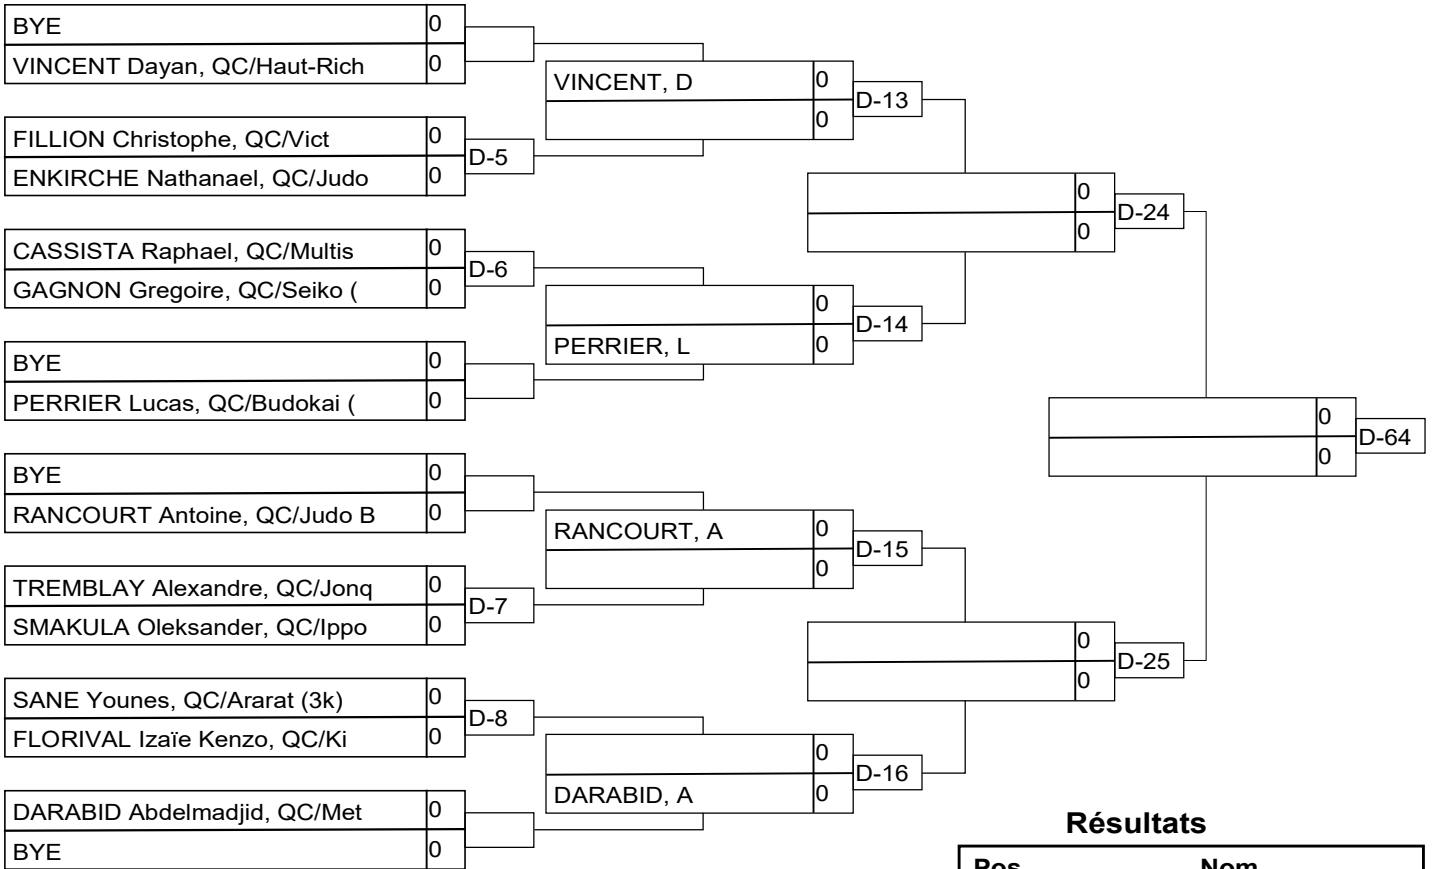 BYE 0
VINCENT Dayan, QC/Haut-Rich 0
FILLION Christophe, QC/Vict 0
ENKIRCHE Nathanael, QC/Judo 0
D-5
CASSISTA Raphael, QC/Multis 0
GAGNON Gregoire, QC/Seiko ( 0
D-6
BYE 0
PERRIER Lucas, QC/Budokai ( 0
BYE 0
RANCOURT Antoine, QC/Judo B 0
TREMBLAY Alexandre, QC/Jonq 0
SMAKULA Oleksander, QC/Ippo 0
D-7
SANE Younes, QC/Ararat (3k) 0
FLORIVAL Izaïe Kenzo, QC/Ki 0
D-8
DARABID Abdelmadjid, QC/Met 0
BYE 0
VINCENT, D 0
0
D-13
0
PERRIER, L 0
D-14
RANCOURT, A 0
0
D-15
0
DARABID, A 0
D-16
0
0
D-24
0
0
D-25
0
0
D-64
Résultats
Pos Nom